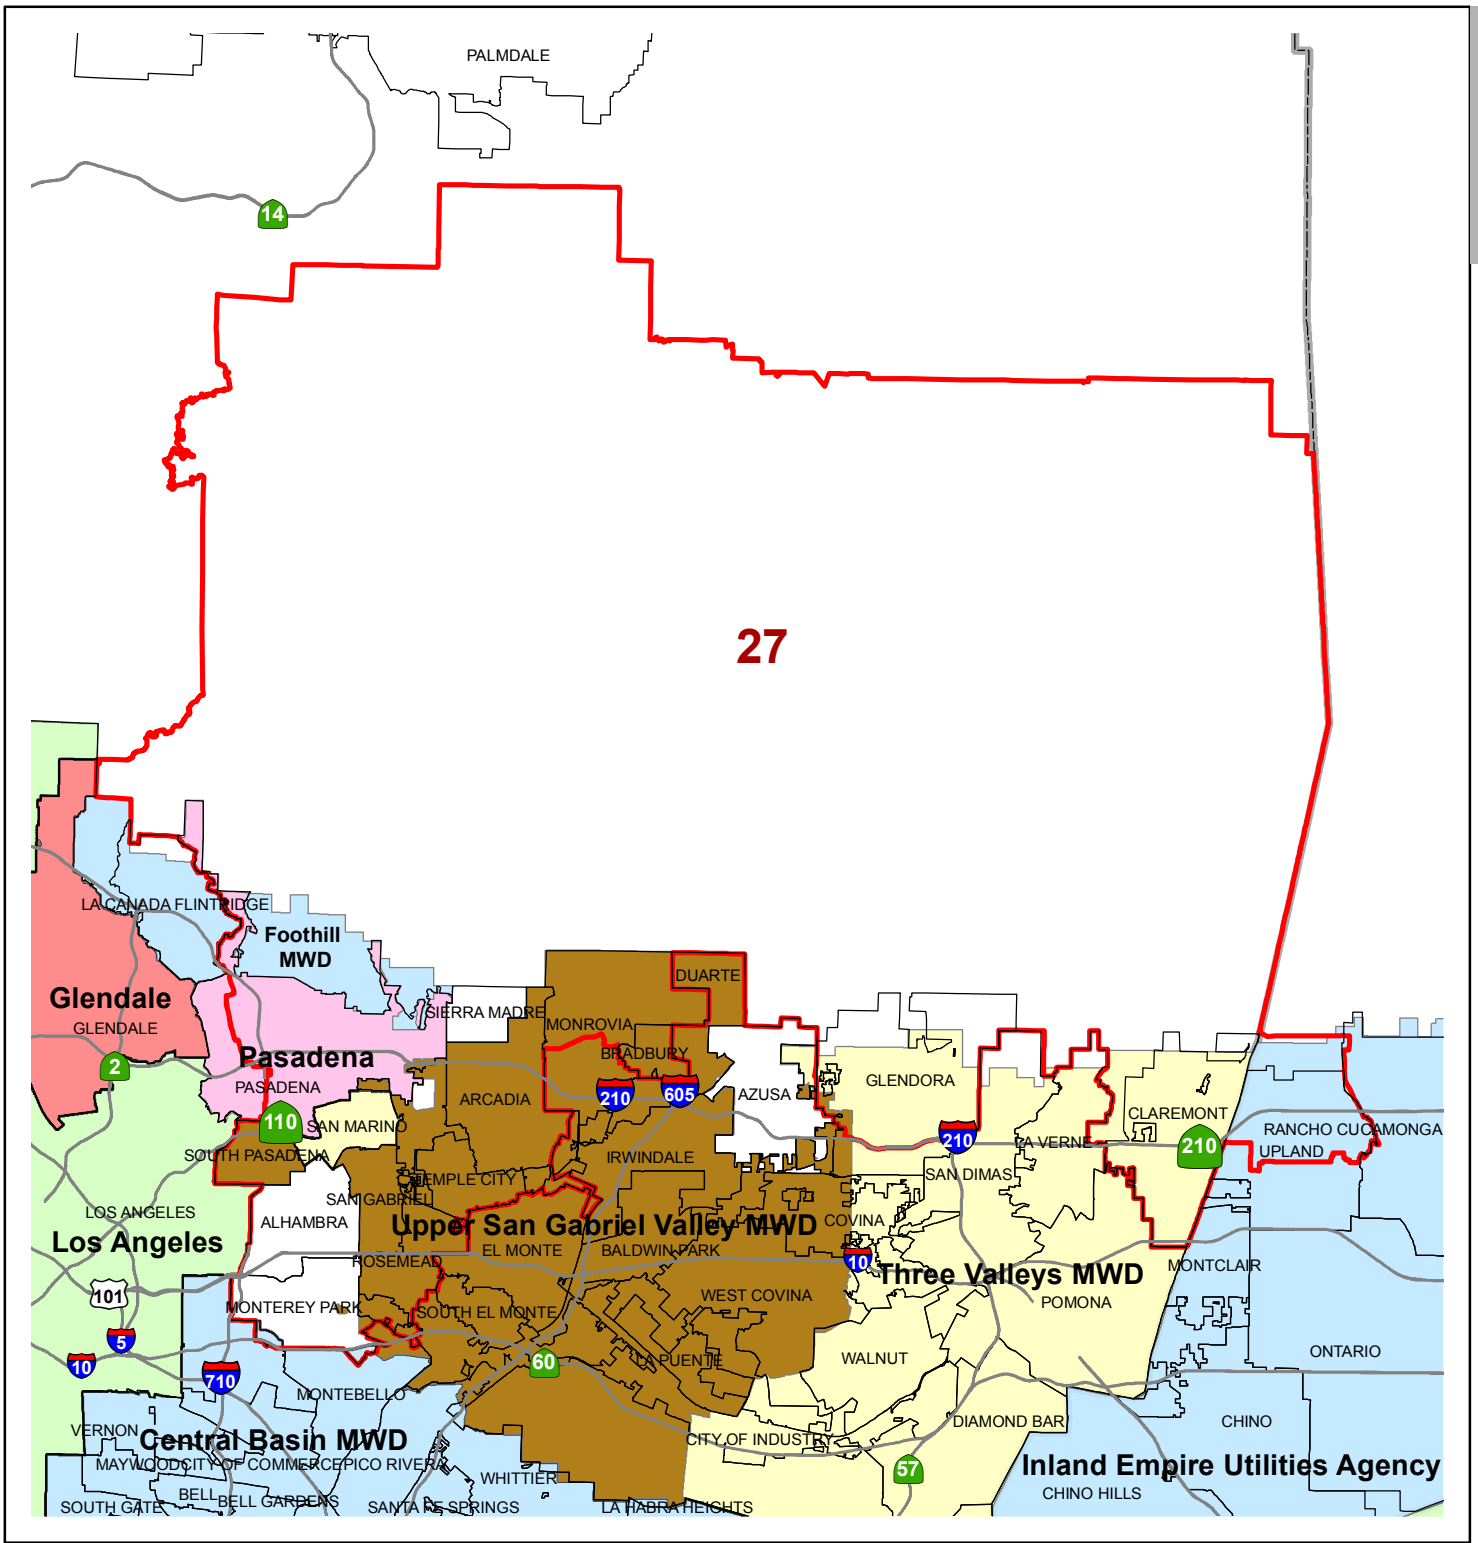 PALMDALE
14
27
LA CANADA FLINTRIDGE
Foothill
MWD
DUARTE
Glendale
GLENDALE
SIERRA MADRE
MONROVIA
BRADBURY
2
Pasadena
PASADENA
210
605
AZUSA
GLENDORA
ARCADIA
110
SAN MARINO
CLAREMONT
210
LA VERNE
210
RANCHO CUCAMONGA
UPLAND
SOUTH PASADENA
IRWINDALE
TEMPLE CITY
SAN DIMAS
SAN GABRIEL
LOS ANGELES
Los Angeles
ALHAMBRA
Upper San Gabriel Valley MWD
COVINA
EL MONTE
BALDWIN PARK
ROSEMEAD
10
Three Valleys MWD
MONTCLAIR
101
MONTEREY PARK
SOUTH EL MONTE
WEST COVINA
POMONA
5
10
710
60
LA PUENTE
WALNUT
ONTARIO
MONTEBELLO
VERNON
Central Basin MWD
CITY OF INDUSTRY
DIAMOND BAR
CHINO
MAYWOOD
CITY OF COMMERCE
PICO RIVERA
57
Inland Empire Utilities Agency
WHITTIER
CHINO HILLS
BELL
BELL GARDENS
SOUTH GATE
SANTA FE SPRINGS
LA HABRA HEIGHTS